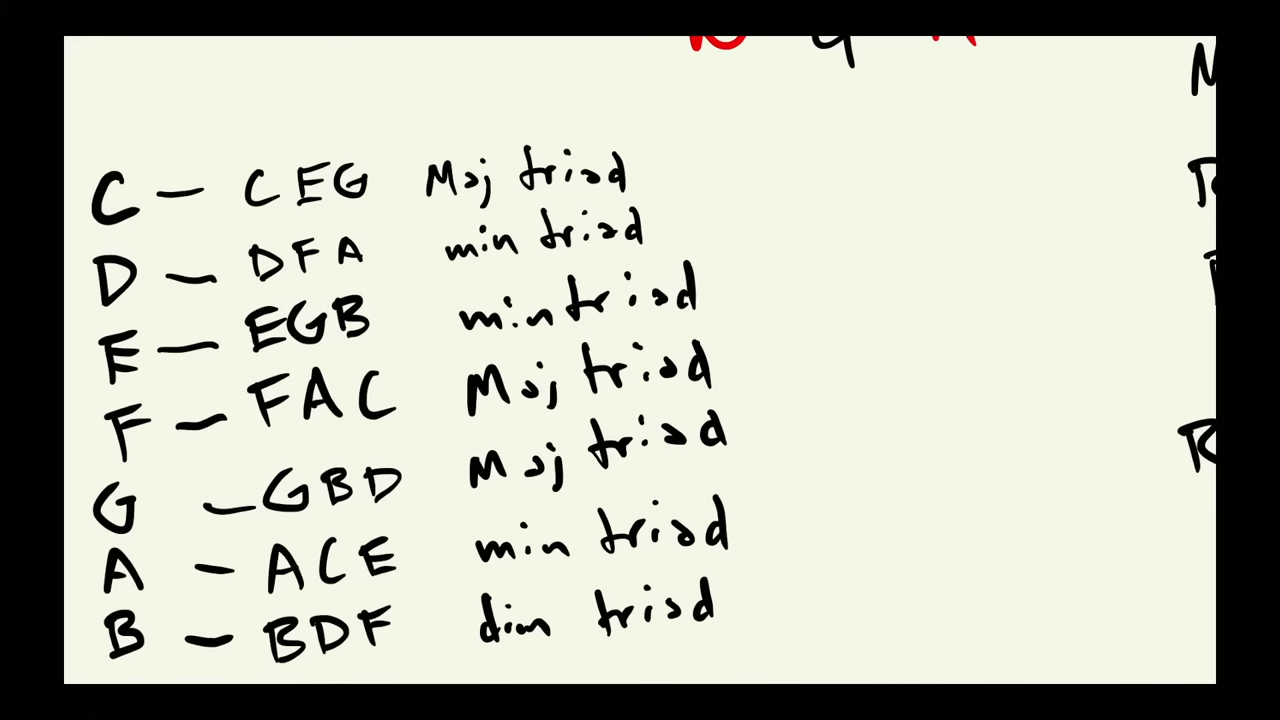 C — CEG Maj triad
D — DFA min triad
E — EGB min triad
F — FAC Maj triad
G — GBD Maj triad
A — ACE min triad
B — BDF dim triad